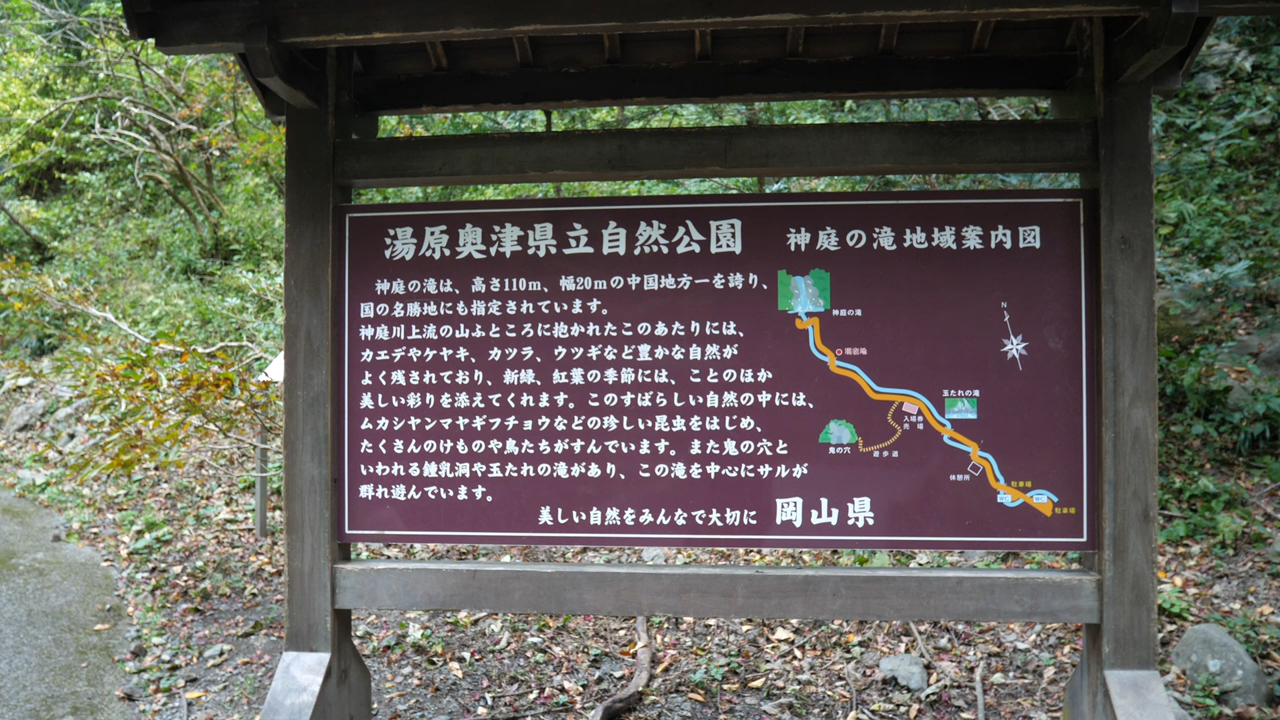 湯原奥津県立自然公園
神庭の滝は、高さ110m、幅20mの中国地方一を誇り、
国の名勝地にも指定されています。
神庭川上流の山ふところに抱かれたこのあたりには、
カエデやケヤキ、カツラ、ウツギなど豊かな自然が
よく残されており、新緑、紅葉の季節には、ことのほか
美しい彩りを添えてくれます。このすばらしい自然の中には、
ムカシヤンマやギフチョウなどの珍しい昆虫をはじめ、
たくさんのけものや鳥たちがすんでいます。また鬼の穴と
いわれる鍾乳洞や玉たれの滝があり、この滝を中心にサルが
群れ遊んでいます。
美しい自然をみんなで大切に 岡山県
神庭の滝地域案内図
N
神庭の滝
玉たれの滝
入場券
売場
鬼の穴
遊歩道
休憩所
駐車場
WC
WC
駐車場